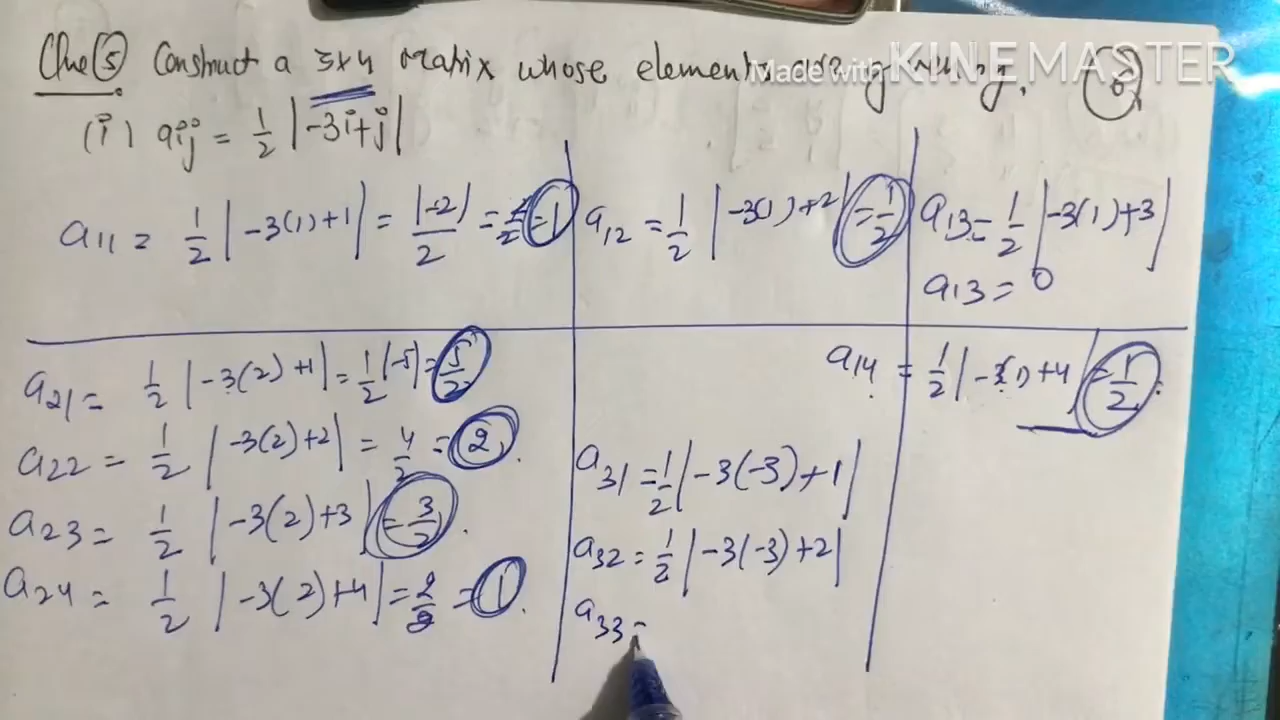 Que(5) Construct a 3x4 Matrix whose elements
Made with KINEMASTER
(i) aij = 1/2 |-3i+j|
a11 = 1/2 |-3(1)+1| = |-2|/2 = 2/2 = 1
a12 = 1/2 |-3(1)+2| = 1/2
a13 = 1/2 |-3(1)+3|
a13 = 0
a14 = 1/2 |-3(1)+4| = 1/2
a21 = 1/2 |-3(2)+1| = 1/2 |-5| = 5/2
a22 = 1/2 |-3(2)+2| = 4/2 = 2
a23 = 1/2 |-3(2)+3| = 3/2
a24 = 1/2 |-3(2)+4| = 2/2 = 1
a31 = 1/2 |-3(-3)+1|
a32 = 1/2 |-3(-3)+2|
a33 =